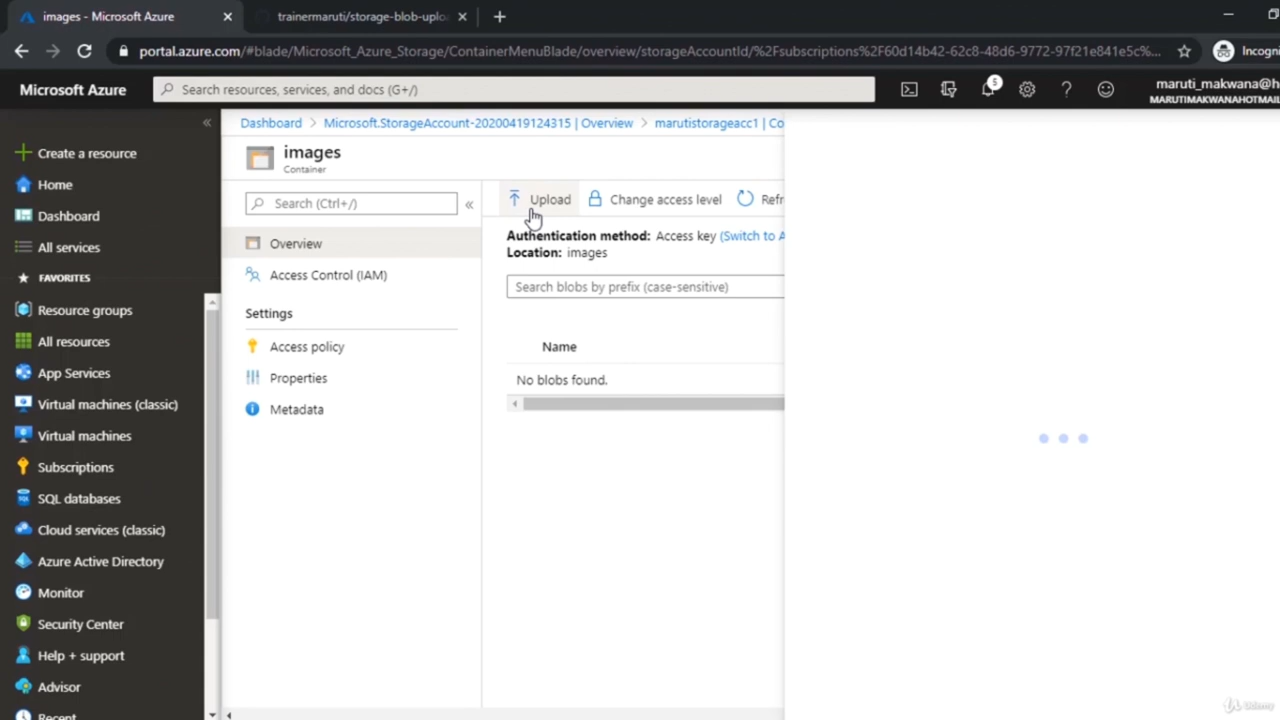 images - Microsoft Azure
trainermaruti/storage-blob-uplo
portal.azure.com/#blade/Microsoft_Azure_Storage/ContainerMenuBlade/overview/storageAccountId/%2Fsubscriptions%2F60d14b42-62c8-48d6-9772-97f21e841e5c%...
Incogni
Microsoft Azure
Search resources, services, and docs (G+/)
5
maruti_makwana@h
MARUTIMAKWANAHOTMAIL
Dashboard > Microsoft.StorageAccount-20200419124315 | Overview > marutistorageacc1 | Co
images
Container
Create a resource
Home
Dashboard
All services
FAVORITES
Resource groups
All resources
App Services
Virtual machines (classic)
Virtual machines
Subscriptions
SQL databases
Cloud services (classic)
Azure Active Directory
Monitor
Security Center
Help + support
Advisor
Recent
Search (Ctrl+/)
Overview
Access Control (IAM)
Settings
Access policy
Properties
Metadata
Upload
Change access level
Refr
Authentication method: Access key (Switch to A
Location: images
Search blobs by prefix (case-sensitive)
Name
No blobs found.
Udemy